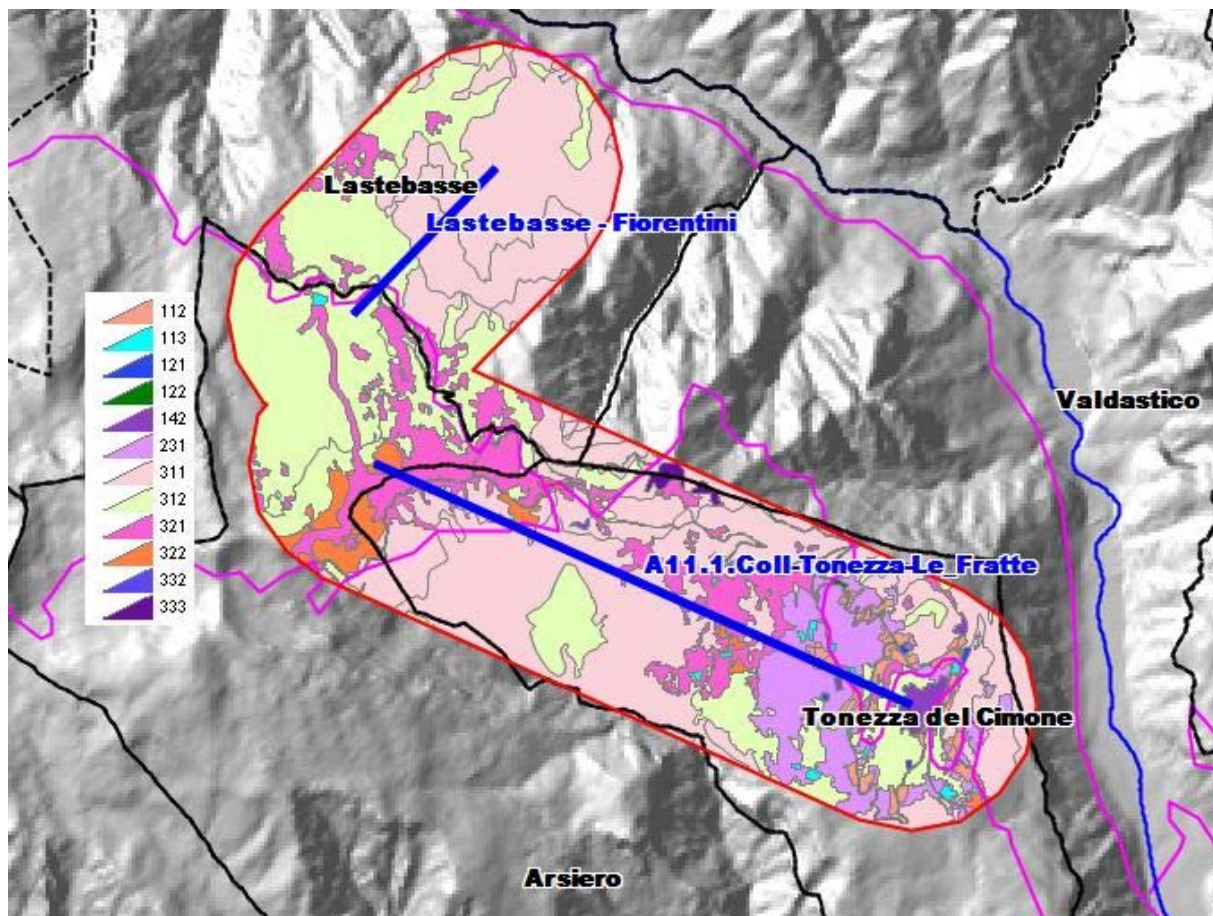 Lastebasse
Lastebasse - Fiorentini
112
113
121
122
142
231
311
312
321
322
332
333
Valdastico
A11.1.Coll-Tonezza-Le_Fratte
Tonezza del Cimone
Arsiero